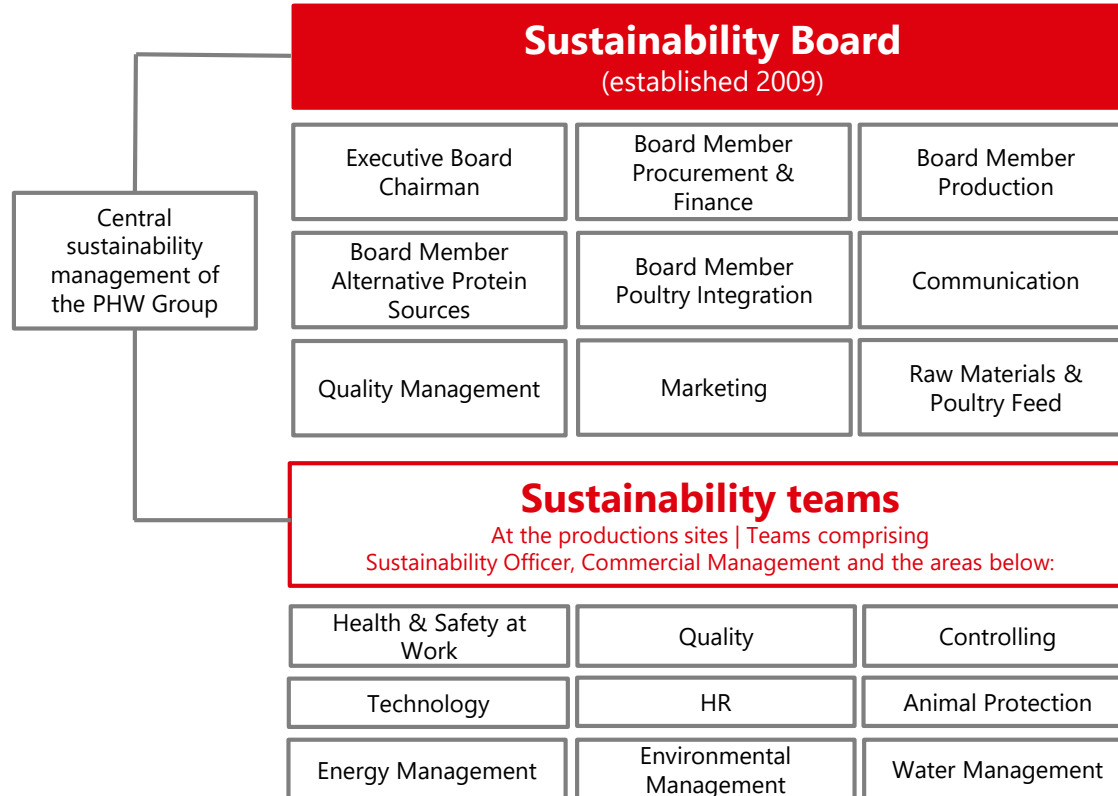 Sustainability Board
(established 2009)
Executive Board
Chairman
Board Member
Procurement &
Finance
Board Member
Production
Central
sustainability
management of
the PHW Group
Board Member
Alternative Protein
Sources
Board Member
Poultry Integration
Communication
Quality Management
Marketing
Raw Materials &
Poultry Feed
Sustainability teams
At the productions sites | Teams comprising
Sustainability Officer, Commercial Management and the areas below:
Health & Safety at
Work
Quality
Controlling
Technology
HR
Animal Protection
Energy Management
Environmental
Management
Water Management